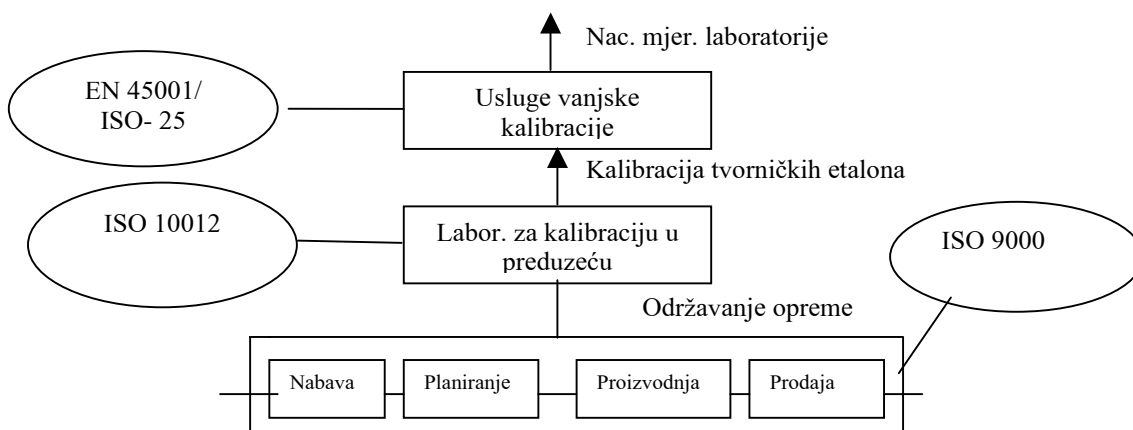 Nac. mjer. laboratorije
EN 45001/
ISO- 25
Usluge vanjske
kalibracije
Kalibracija tvorničkih etalona
ISO 10012
Labor. za kalibraciju u
preduzeću
ISO 9000
Održavanje opreme
Nabava
Planiranje
Proizvodnja
Prodaja